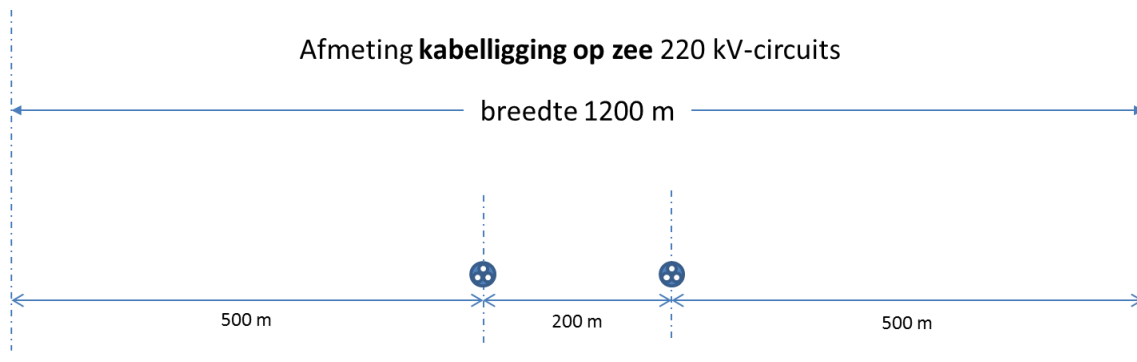 Afmeting kabelligging op zee 220 kV-circuits
breedte 1200 m
500 m
200 m
500 m